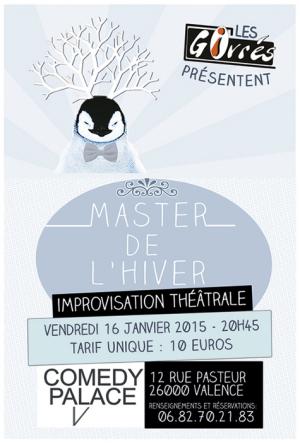 LES
GIVRÉS
PRÉSENTENT
MASTER
DE
L'HIVER
IMPROVISATION THÉÂTRALE
VENDREDI 16 JANVIER 2015 - 20H45
TARIF UNIQUE : 10 EUROS
COMEDY
PALACE
V
12 RUE PASTEUR
26000 VALENCE
RENSEIGNEMENTS ET RÉSERVATIONS:
06.82.70.21.83